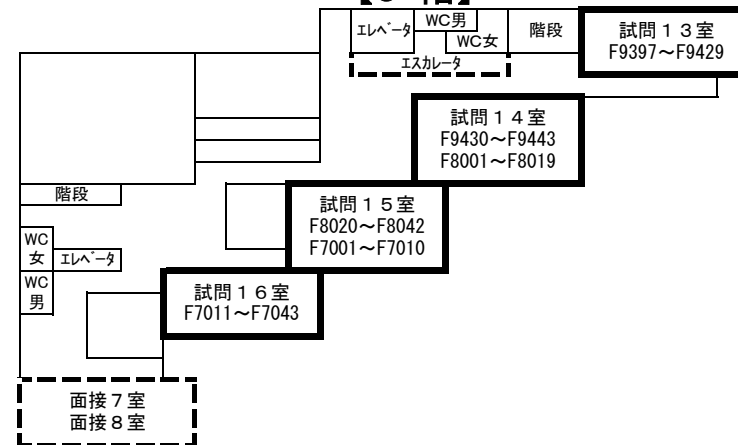 エレベータ
WC男
WC女
階段
試問１３室
F9397～F9429
エスカレータ
試問１４室
F9430～F9443
F8001～F8019
階段
試問１５室
F8020～F8042
F7001～F7010
WC
女
エレベータ
WC
男
試問１６室
F7011～F7043
面接７室
面接８室